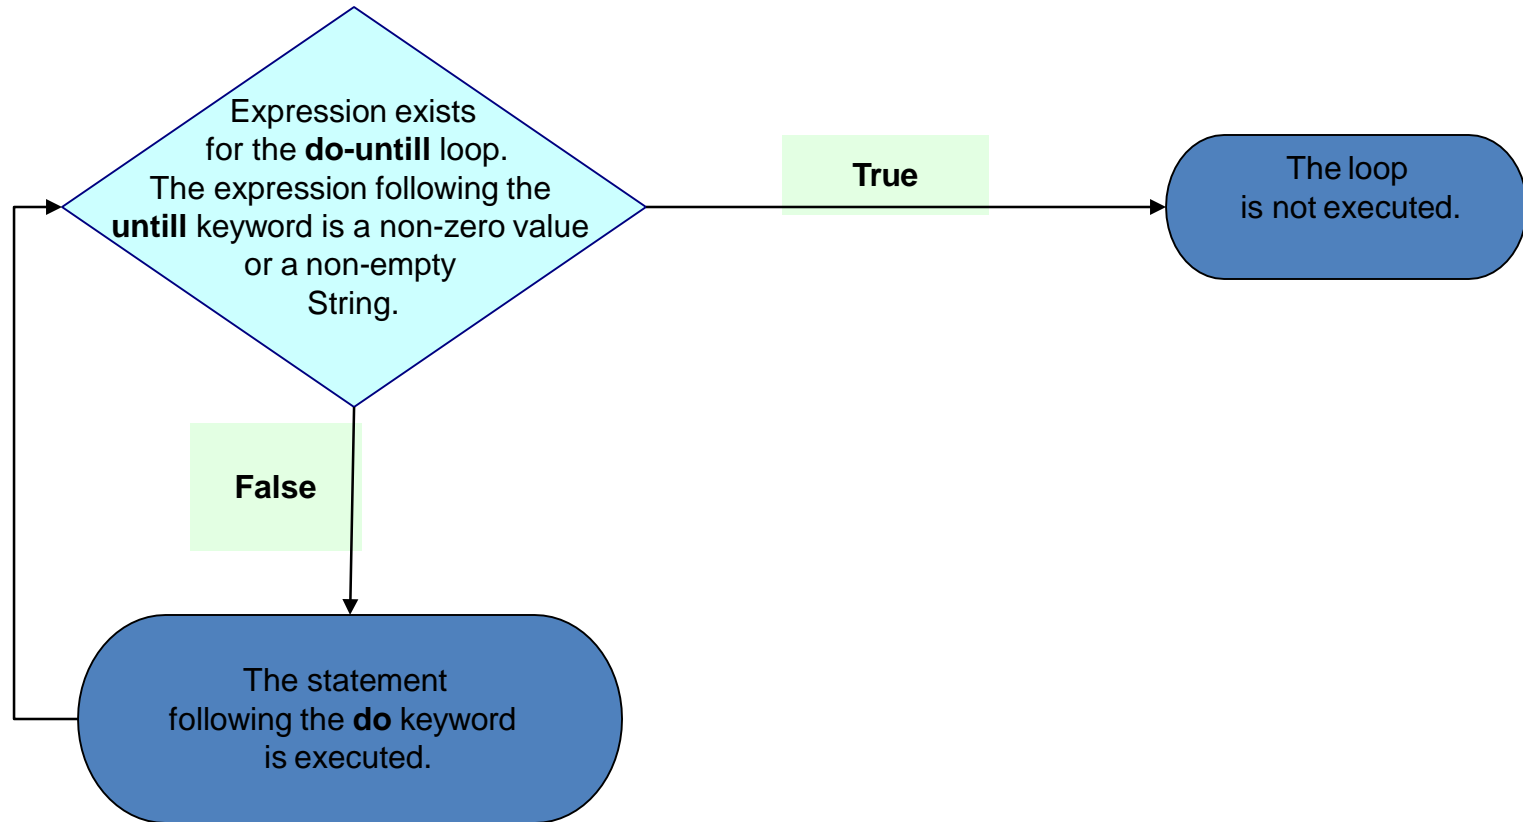 Expression exists
for the do-untill loop.
The expression following the
untill keyword is a non-zero value
or a non-empty
String.
True
The loop
is not executed.
False
The statement
following the do keyword
is executed.